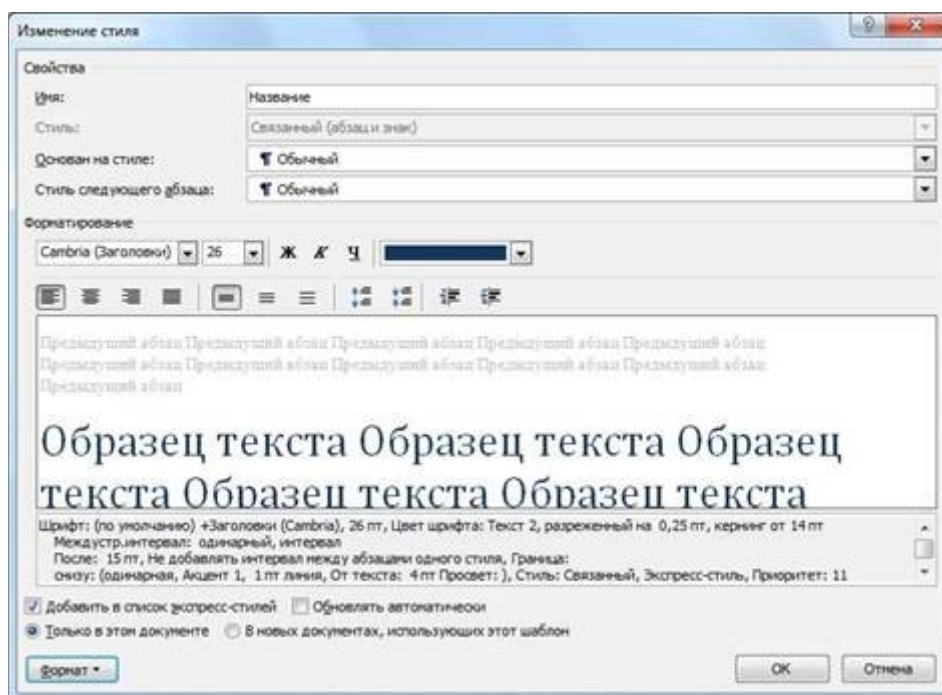 Изменение стиля
Свойства
Имя: Название
Стиль: Связанный (абзац и знак)
Основан на стиле: ¶ Обычный
Стиль следующего абзаца: ¶ Обычный
Форматирование
Cambria (Заголовки) 26 Ж К Ч
Предыдущий абзац Предыдущий абзац Предыдущий абзац Предыдущий абзац Предыдущий абзац
Предыдущий абзац Предыдущий абзац Предыдущий абзац Предыдущий абзац Предыдущий абзац
Предыдущий абзац
Образец текста Образец текста Образец
текста Образец текста Образец текста
Шрифт: (по умолчанию) +Заголовки (Cambria), 26 пт, Цвет шрифта: Текст 2, разреженный на 0,25 пт, кернинг от 14 пт
Междустр.интервал: одинарный, интервал
После: 15 пт, Не добавлять интервал между абзацами одного стиля, Граница:
снизу: (одинарная, Акцент 1, 1 пт линия, От текста: 4 пт Просвет: ), Стиль: Связанный, Экспресс-стиль, Приоритет: 11
Добавить в список экспресс-стилей Обновлять автоматически
Только в этом документе В новых документах, использующих этот шаблон
Формат OK Отмена